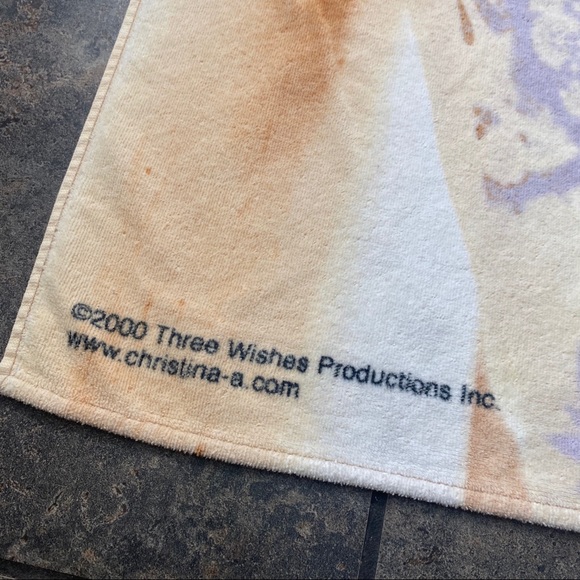 ©2000 Three Wishes Productions Inc.
www.christina-a.com